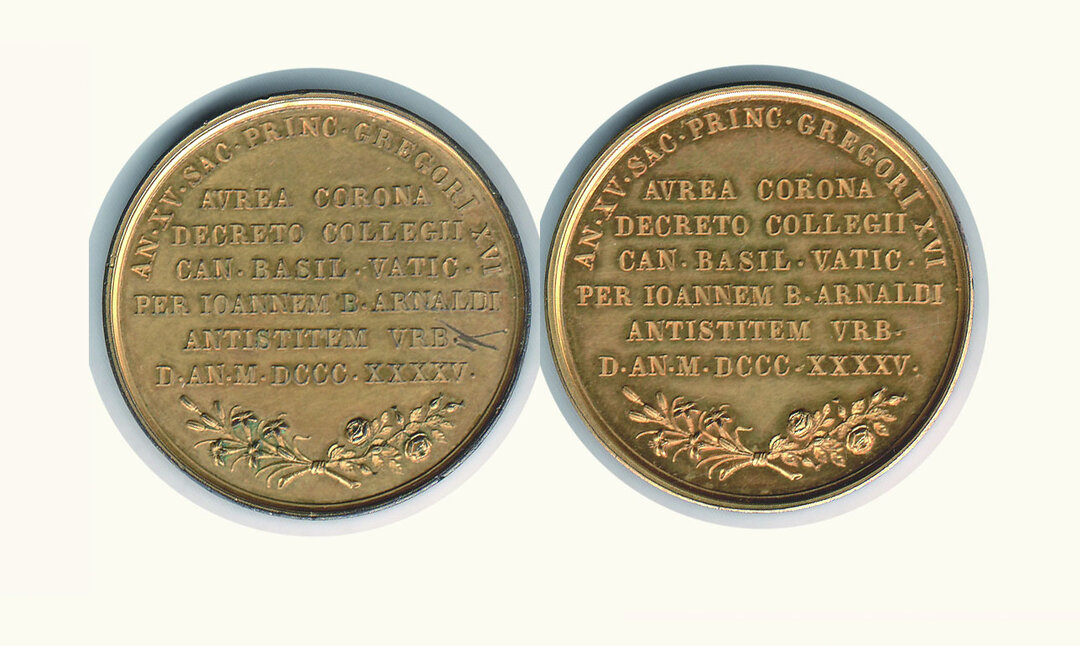 AN·XV·SAC·PRINC·GREGORI XVI
AVREA CORONA
DECRETO COLLEGII
CAN·BASIL·VATIC·
PER IOANNEM B·ARNALDI
ANTISTITEM VRB·
D·AN·M·DCCC·XXXXV·
AN·XV·SAC·PRINC·GREGORI XVI
AVREA CORONA
DECRETO COLLEGII
CAN·BASIL·VATIC·
PER IOANNEM B·ARNALDI
ANTISTITEM VRB·
D·AN·M·DCCC·XXXXV·